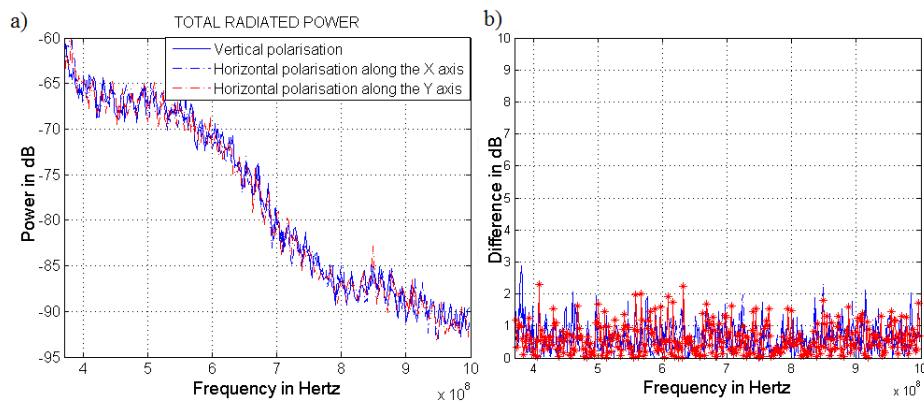 a)
TOTAL RADIATED POWER
Vertical polarisation
Horizontal polarisation along the X axis
Horizontal polarisation along the Y axis
Power in dB
-60
-65
-70
-75
-80
-85
-90
-95
4 5 6 7 8 9 10
Frequency in Hertz
x 10⁸
b)
Difference in dB
10
9
8
7
6
5
4
3
2
1
0
4 5 6 7 8 9 10
Frequency in Hertz
x 10⁸